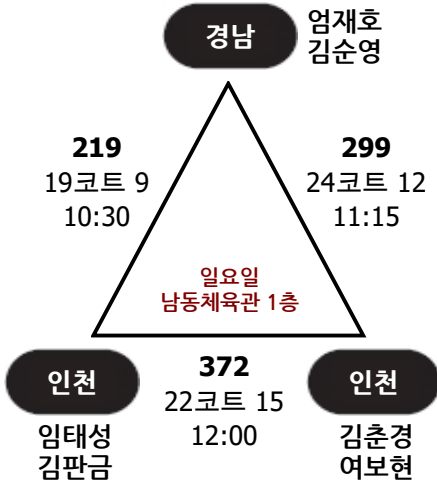 경남
엄재호
김순영
219
19코트 9
10:30
299
24코트 12
11:15
일요일
남동체육관 1층
인천
임태성
김판금
372
22코트 15
12:00
인천
김춘경
여보현